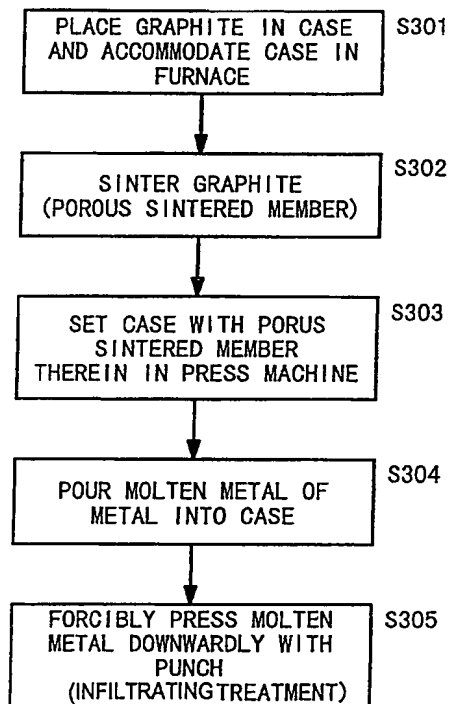 PLACE GRAPHITE IN CASE
AND ACCOMMODATE CASE IN
FURNACE
S301
SINTER GRAPHITE
(POROUS SINTERED MEMBER)
S302
SET CASE WITH PORUS
SINTERED MEMBER
THEREIN IN PRESS MACHINE
S303
POUR MOLTEN METAL OF
METAL INTO CASE
S304
FORCIBLY PRESS MOLTEN
METAL DOWNWARDLY WITH
PUNCH
(INFILTRATING TREATMENT)
S305